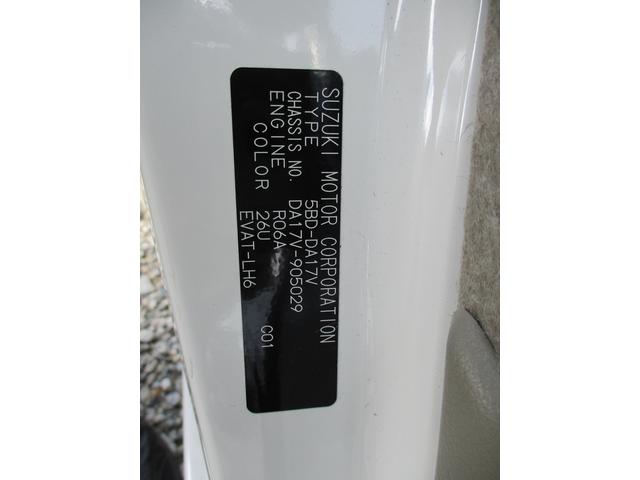 SUZUKI MOTOR CORPORATION
TYPE 5BD-DA17V
CHASSIS NO. DA17V-905029
ENGINE R06A
COLOR 26U C01
EVAT-LH6